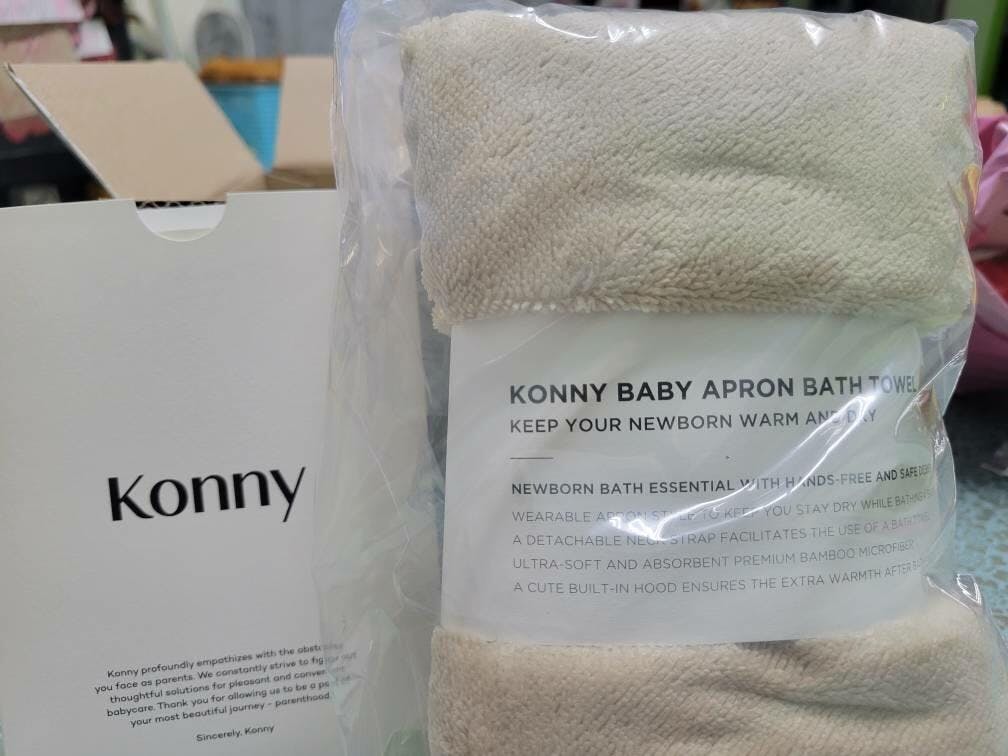 Konny
Konny profoundly empathizes with the
you face as parents. We constantly strive to
thoughtful solutions for pleasant and
babycare. Thank you for allowing us to be a
your most beautiful journey - parenthood.
Sincerely, Konny
KONNY BABY APRON BATH TOWEL
KEEP YOUR NEWBORN WARM AND DRY
NEWBORN BATH ESSENTIAL WITH HANDS-FREE AND SAFE
WEARABLE APRON STYLE TO KEEP YOU STAY DRY WHILE BATHING
A DETACHABLE NECK STRAP FACILITATES THE USE OF A BATH
ULTRA-SOFT AND ABSORBENT PREMIUM BAMBOO MICROFIBER
A CUTE BUILT-IN HOOD ENSURES THE EXTRA WARMTH AFTER